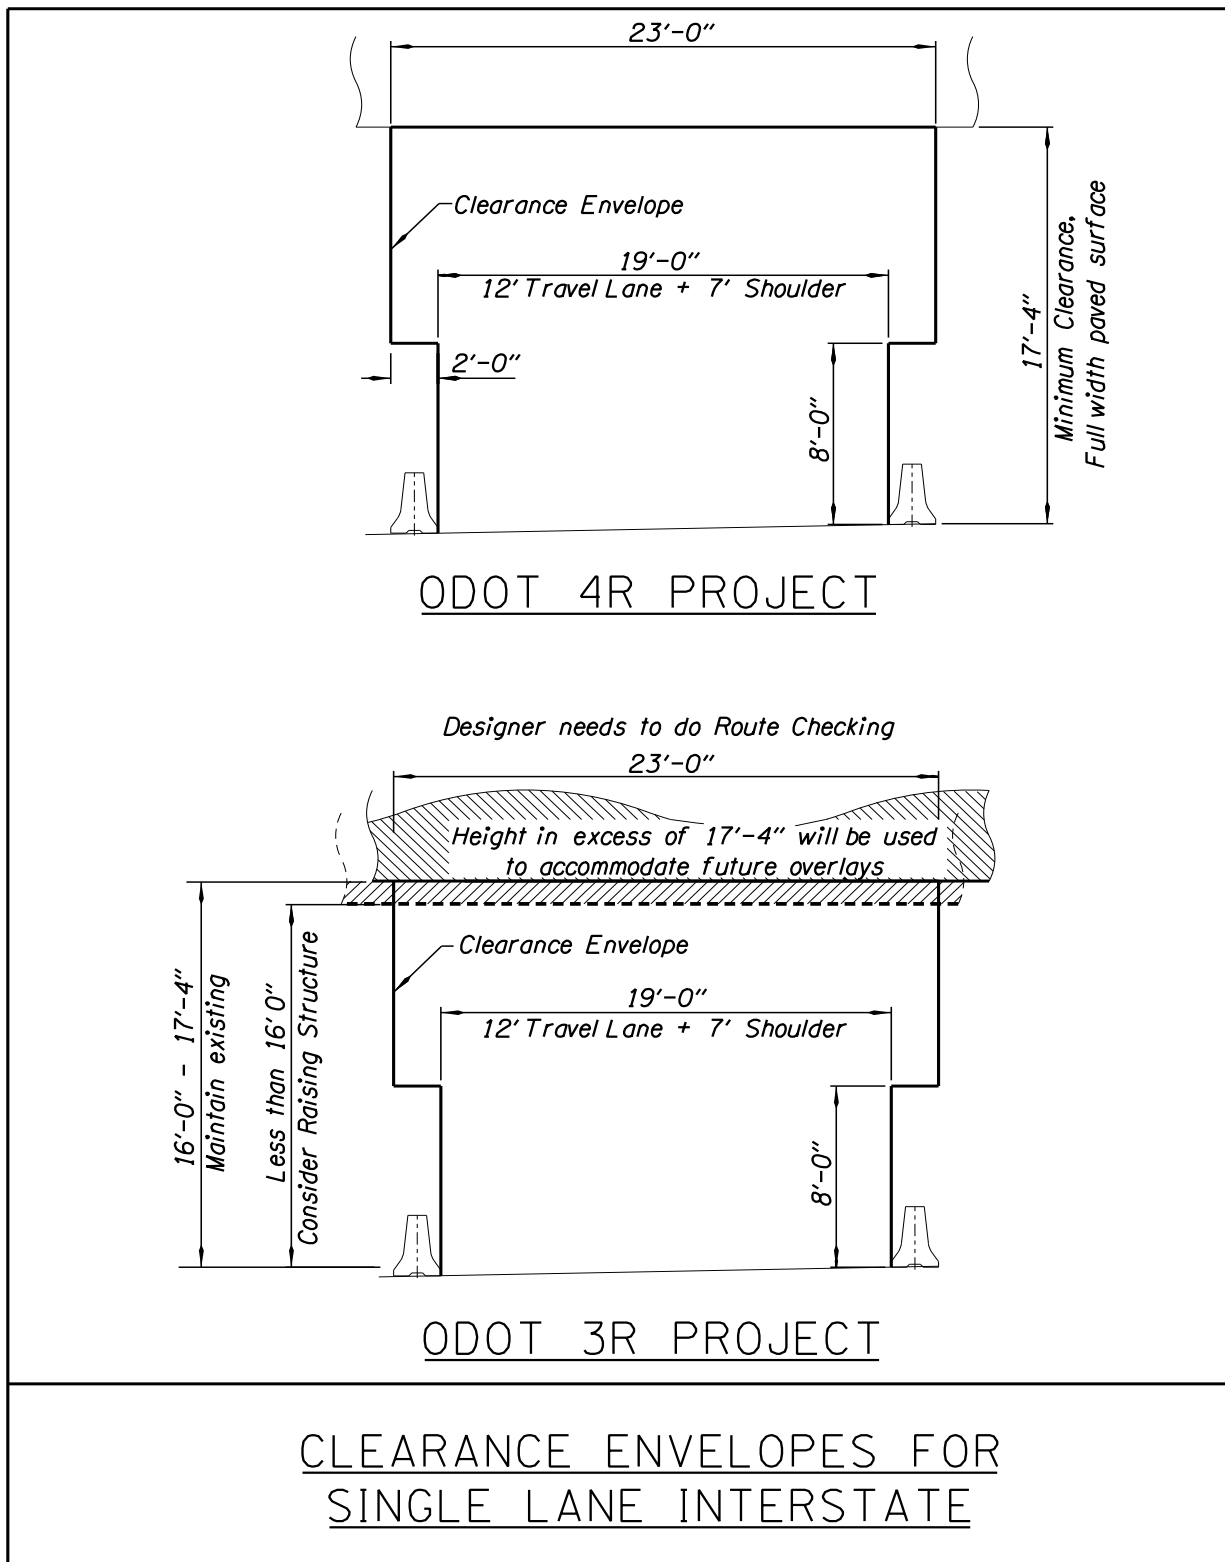 23'-0"
Clearance Envelope
19'-0"
12' Travel Lane + 7' Shoulder
2'-0"
8'-0"
17'-4"
Minimum Clearance,
Full width paved surface
ODOT 4R PROJECT
Designer needs to do Route Checking
23'-0"
Height in excess of 17'-4" will be used
to accommodate future overlays
Clearance Envelope
19'-0"
12' Travel Lane + 7' Shoulder
16'-0" - 17'-4"
Maintain existing
Less than 16'0"
Consider Raising Structure
8'-0"
ODOT 3R PROJECT
CLEARANCE ENVELOPES FOR
SINGLE LANE INTERSTATE